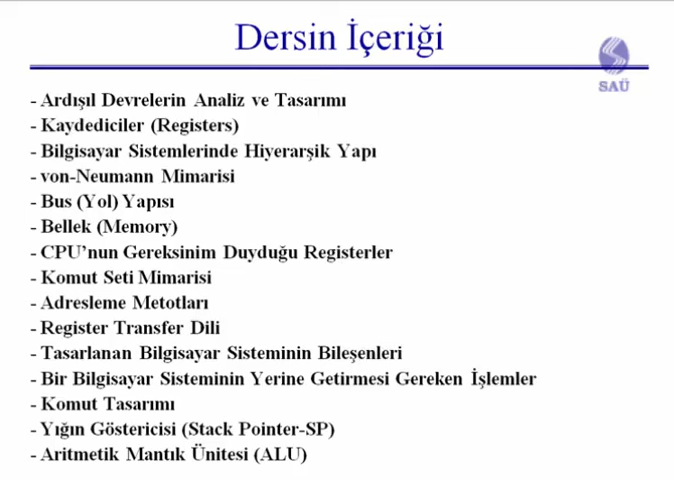 Dersin İçeriği
SAÜ
- Ardışıl Devrelerin Analiz ve Tasarımı
- Kaydediciler (Registers)
- Bilgisayar Sistemlerinde Hiyerarşik Yapı
- von-Neumann Mimarisi
- Bus (Yol) Yapısı
- Bellek (Memory)
- CPU’nun Gereksinim Duyduğu Registerler
- Komut Seti Mimarisi
- Adresleme Metotları
- Register Transfer Dili
- Tasarlanan Bilgisayar Sisteminin Bileşenleri
- Bir Bilgisayar Sisteminin Yerine Getirmesi Gereken İşlemler
- Komut Tasarımı
- Yığın Göstericisi (Stack Pointer-SP)
- Aritmetik Mantık Ünitesi (ALU)